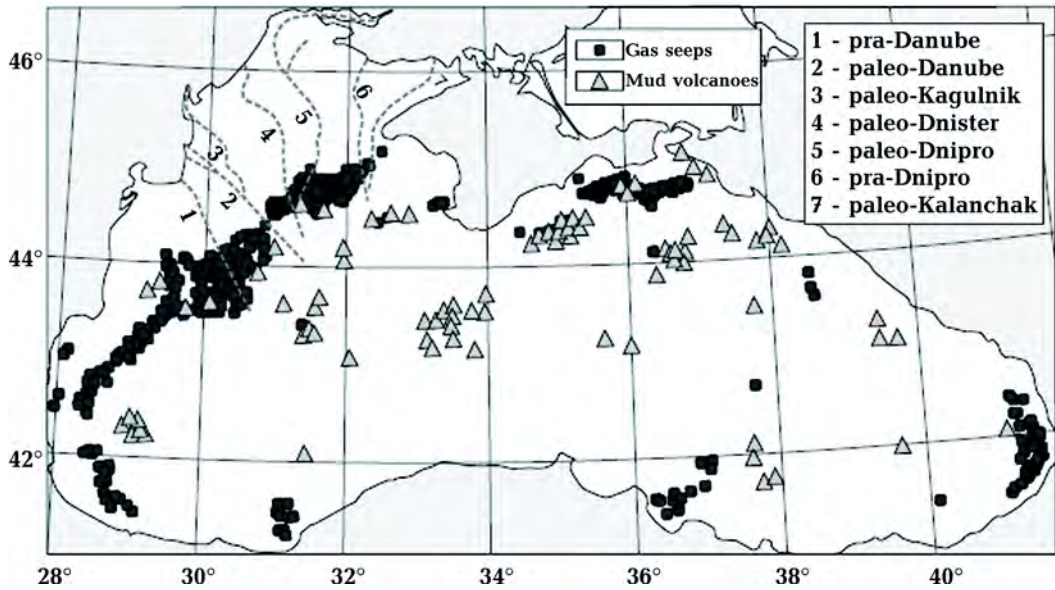 46°
44°
42°
28°
30°
32°
34°
36°
38°
40°
Gas seeps
Mud volcanoes
1 - pra-Danube
2 - paleo-Danube
3 - paleo-Kagulnik
4 - paleo-Dnister
5 - paleo-Dnipro
6 - pra-Dnipro
7 - paleo-Kalanchak
1
2
3
4
5
6
7